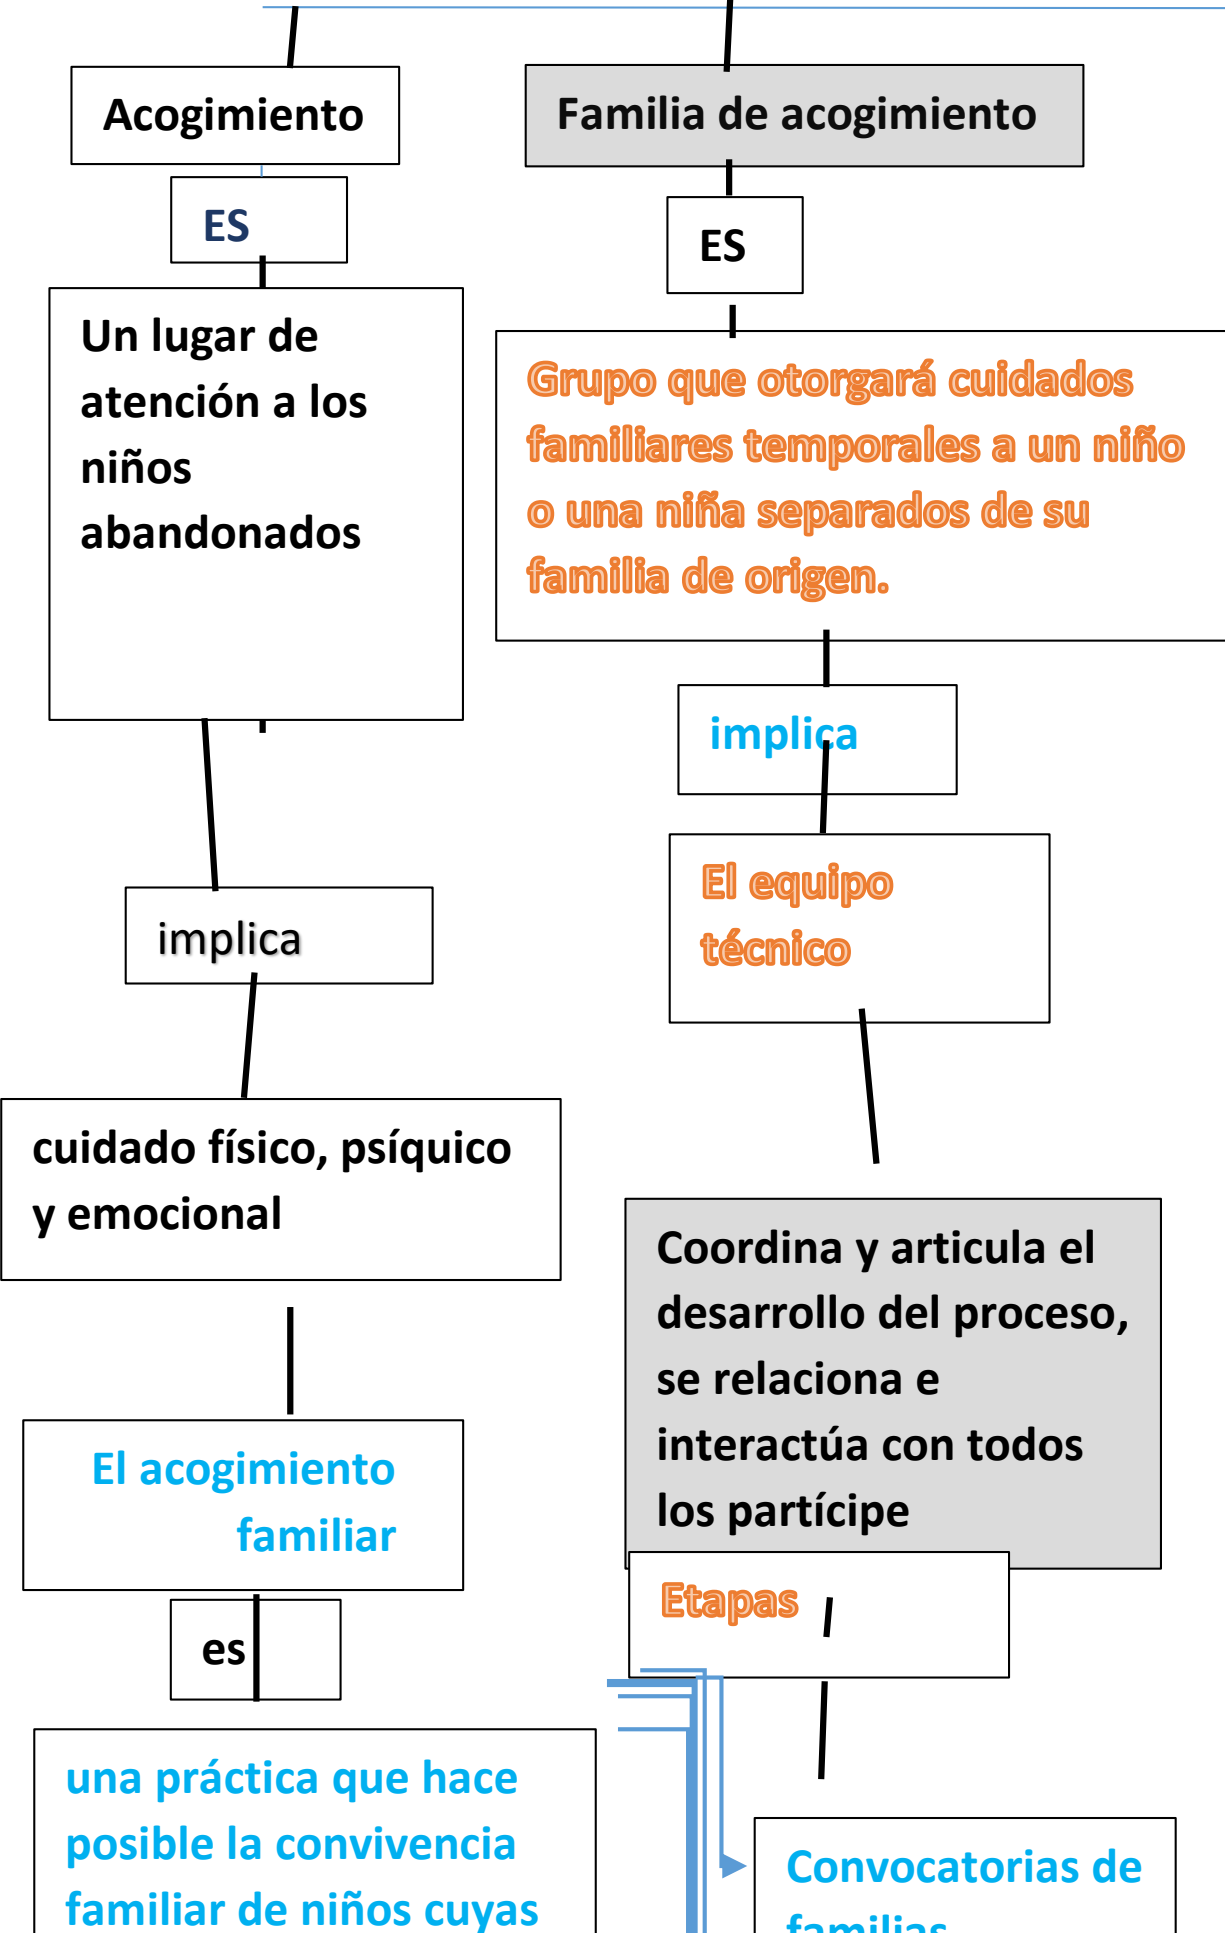 Acogimiento
ES
Un lugar de
atención a los
niños
abandonados
implica
cuidado físico, psíquico
y emocional
El acogimiento
familiar
es
una práctica que hace
posible la convivencia
familiar de niños cuyas
Familia de acogimiento
ES
Grupo que otorgará cuidados
familiares temporales a un niño
o una niña separados de su
familia de origen.
implica
El equipo
técnico
Coordina y articula el
desarrollo del proceso,
se relaciona e
interactúa con todos
los partícipe
Etapas
Convocatorias de
familias